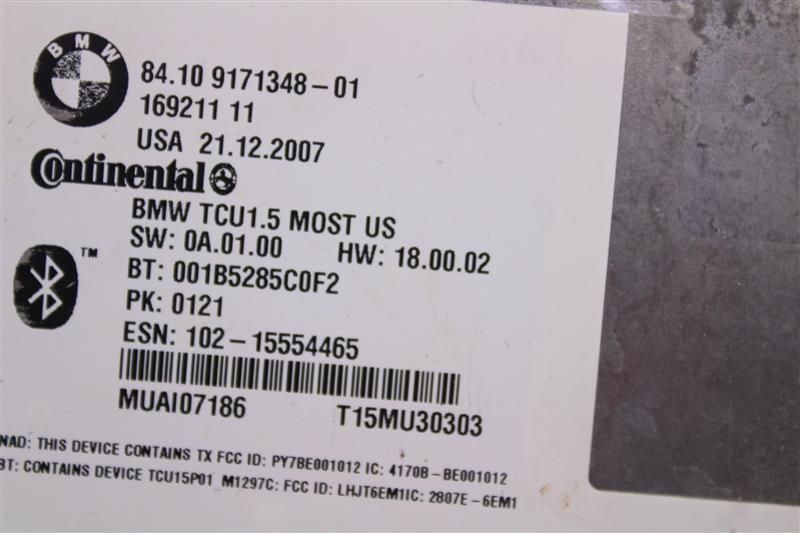 BMW
84.10 9171348-01
169211 11
USA 21.12.2007
Continental
BMW TCU1.5 MOST US
SW: 0A.01.00 HW: 18.00.02
™
BT: 001B5285C0F2
PK: 0121
ESN: 102-15554465
MUAI07186 T15MU30303
NAD: THIS DEVICE CONTAINS TX FCC ID: PY7BE001012 IC: 4170B-BE001012
BT: CONTAINS DEVICE TCU15P01_M1297C: FCC ID: LHJT6EM1IC: 2807E-6EM1